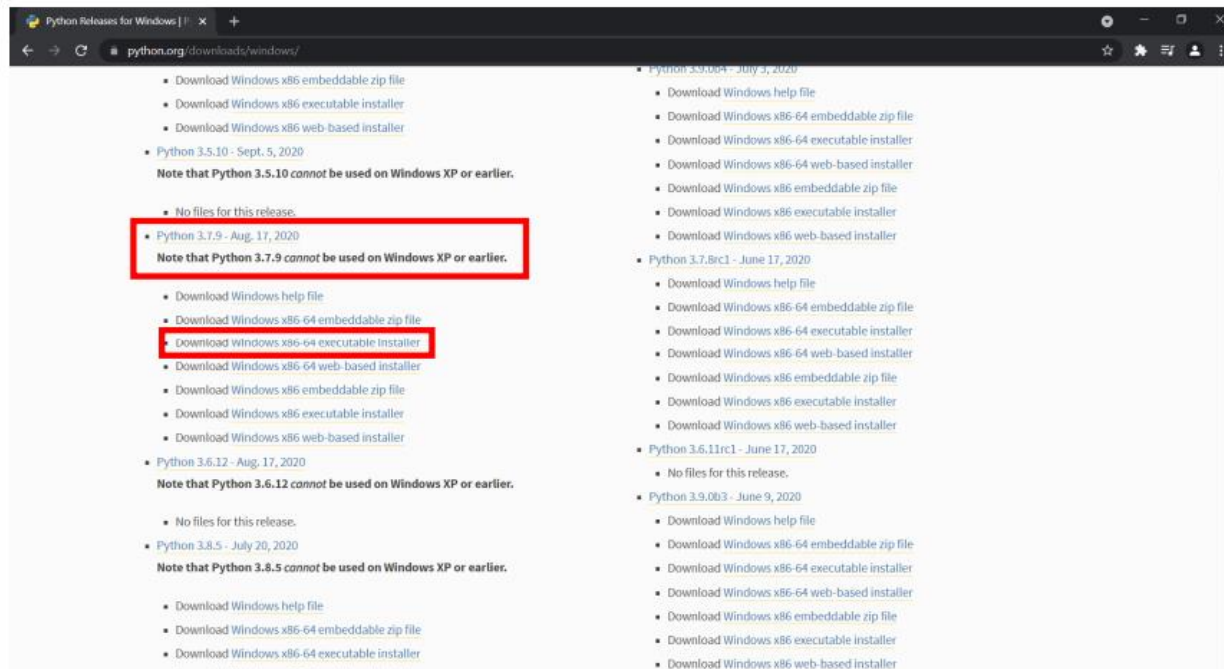 Python Releases for Windows | P
python.org/downloads/windows/
Download Windows x86 embeddable zip file
Download Windows x86 executable installer
Download Windows x86 web-based installer
Python 3.5.10 - Sept. 5, 2020
Note that Python 3.5.10 cannot be used on Windows XP or earlier.
No files for this release.
Python 3.7.9 - Aug. 17, 2020
Note that Python 3.7.9 cannot be used on Windows XP or earlier.
Download Windows help file
Download Windows x86-64 embeddable zip file
Download Windows x86-64 executable installer
Download Windows x86-64 web-based installer
Download Windows x86 embeddable zip file
Download Windows x86 executable installer
Download Windows x86 web-based installer
Python 3.6.12 - Aug. 17, 2020
Note that Python 3.6.12 cannot be used on Windows XP or earlier.
No files for this release.
Python 3.8.5 - July 20, 2020
Note that Python 3.8.5 cannot be used on Windows XP or earlier.
Download Windows help file
Download Windows x86-64 embeddable zip file
Download Windows x86-64 executable installer
Python 3.9.0b4 - July 3, 2020
Download Windows help file
Download Windows x86-64 embeddable zip file
Download Windows x86-64 executable installer
Download Windows x86-64 web-based installer
Download Windows x86 embeddable zip file
Download Windows x86 executable installer
Download Windows x86 web-based installer
Python 3.7.8rc1 - June 17, 2020
Download Windows help file
Download Windows x86-64 embeddable zip file
Download Windows x86-64 executable installer
Download Windows x86-64 web-based installer
Download Windows x86 embeddable zip file
Download Windows x86 executable installer
Download Windows x86 web-based installer
Python 3.6.11rc1 - June 17, 2020
No files for this release.
Python 3.9.0b3 - June 9, 2020
Download Windows help file
Download Windows x86-64 embeddable zip file
Download Windows x86-64 executable installer
Download Windows x86-64 web-based installer
Download Windows x86 embeddable zip file
Download Windows x86 executable installer
Download Windows x86 web-based installer